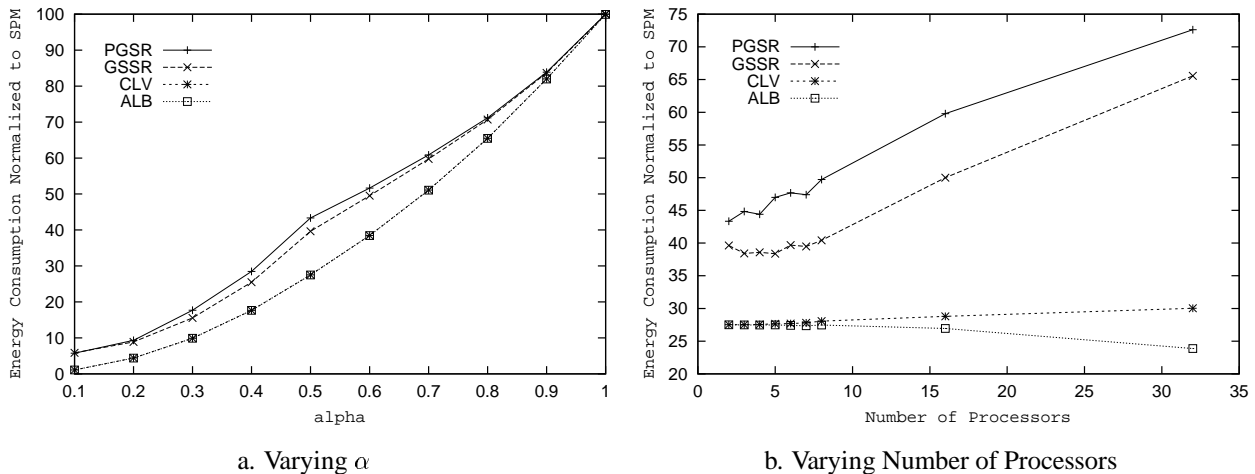 Energy Consumption Normalized to SPM
100
90
80
70
60
50
40
30
20
10
0
PGSR
GSSR
CLV
ALB
0.1 0.2 0.3 0.4 0.5 0.6 0.7 0.8 0.9 1
alpha
a. Varying α
Energy Consumption Normalized to SPM
75
70
65
60
55
50
45
40
35
30
25
20
PGSR
GSSR
CLV
ALB
0 5 10 15 20 25 30 35
Number of Processors
b. Varying Number of Processors